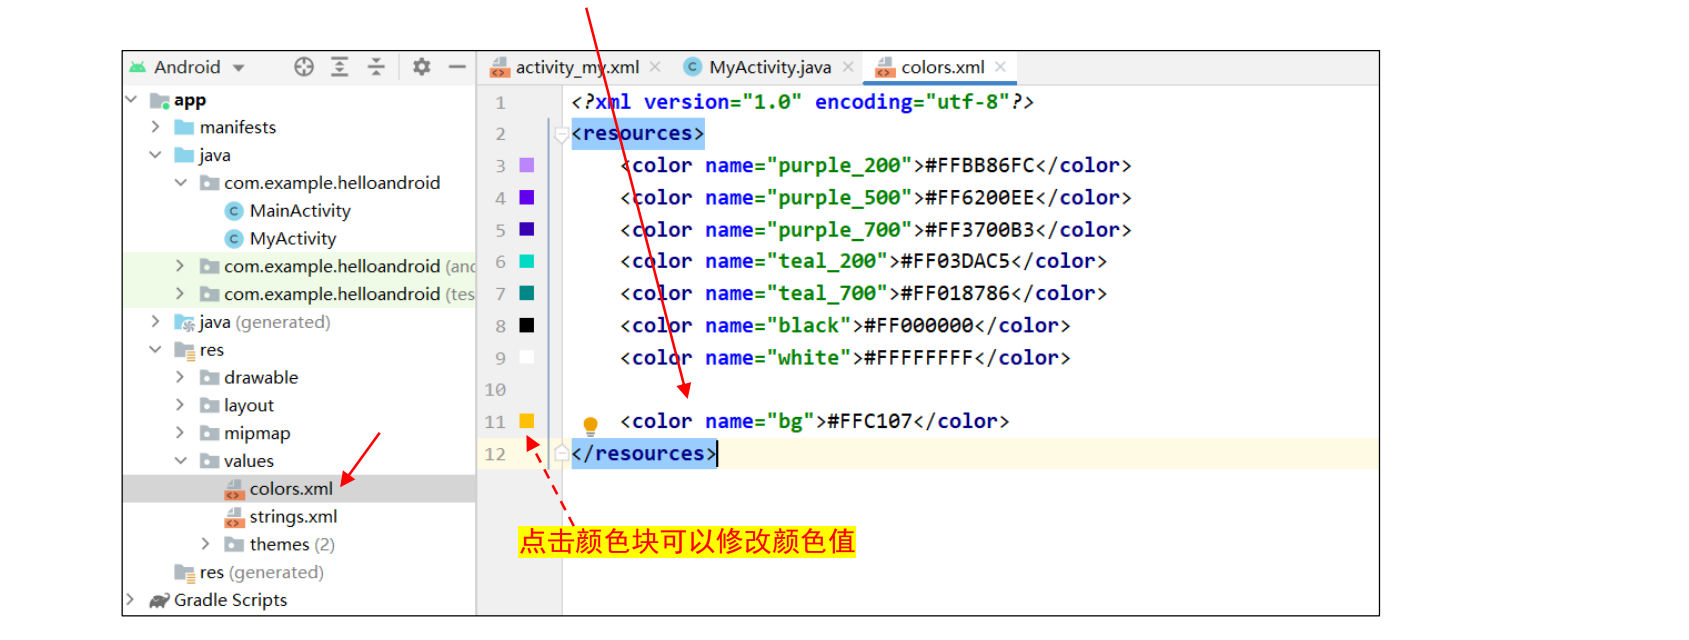 Android
app
manifests
java
com.example.helloandroid
MainActivity
MyActivity
com.example.helloandroid (and
com.example.helloandroid (tes
java (generated)
res
drawable
layout
mipmap
values
colors.xml
strings.xml
themes (2)
res (generated)
Gradle Scripts
activity_my.xml
MyActivity.java
colors.xml
1 <?xml version="1.0" encoding="utf-8"?>
2 <resources>
3 <color name="purple_200">#FFBB86FC</color>
4 <color name="purple_500">#FF6200EE</color>
5 <color name="purple_700">#FF3700B3</color>
6 <color name="teal_200">#FF03DAC5</color>
7 <color name="teal_700">#FF018786</color>
8 <color name="black">#FF000000</color>
9 <color name="white">#FFFFFFFF</color>
10
11 <color name="bg">#FFC107</color>
12 </resources>
点击颜色块可以修改颜色值